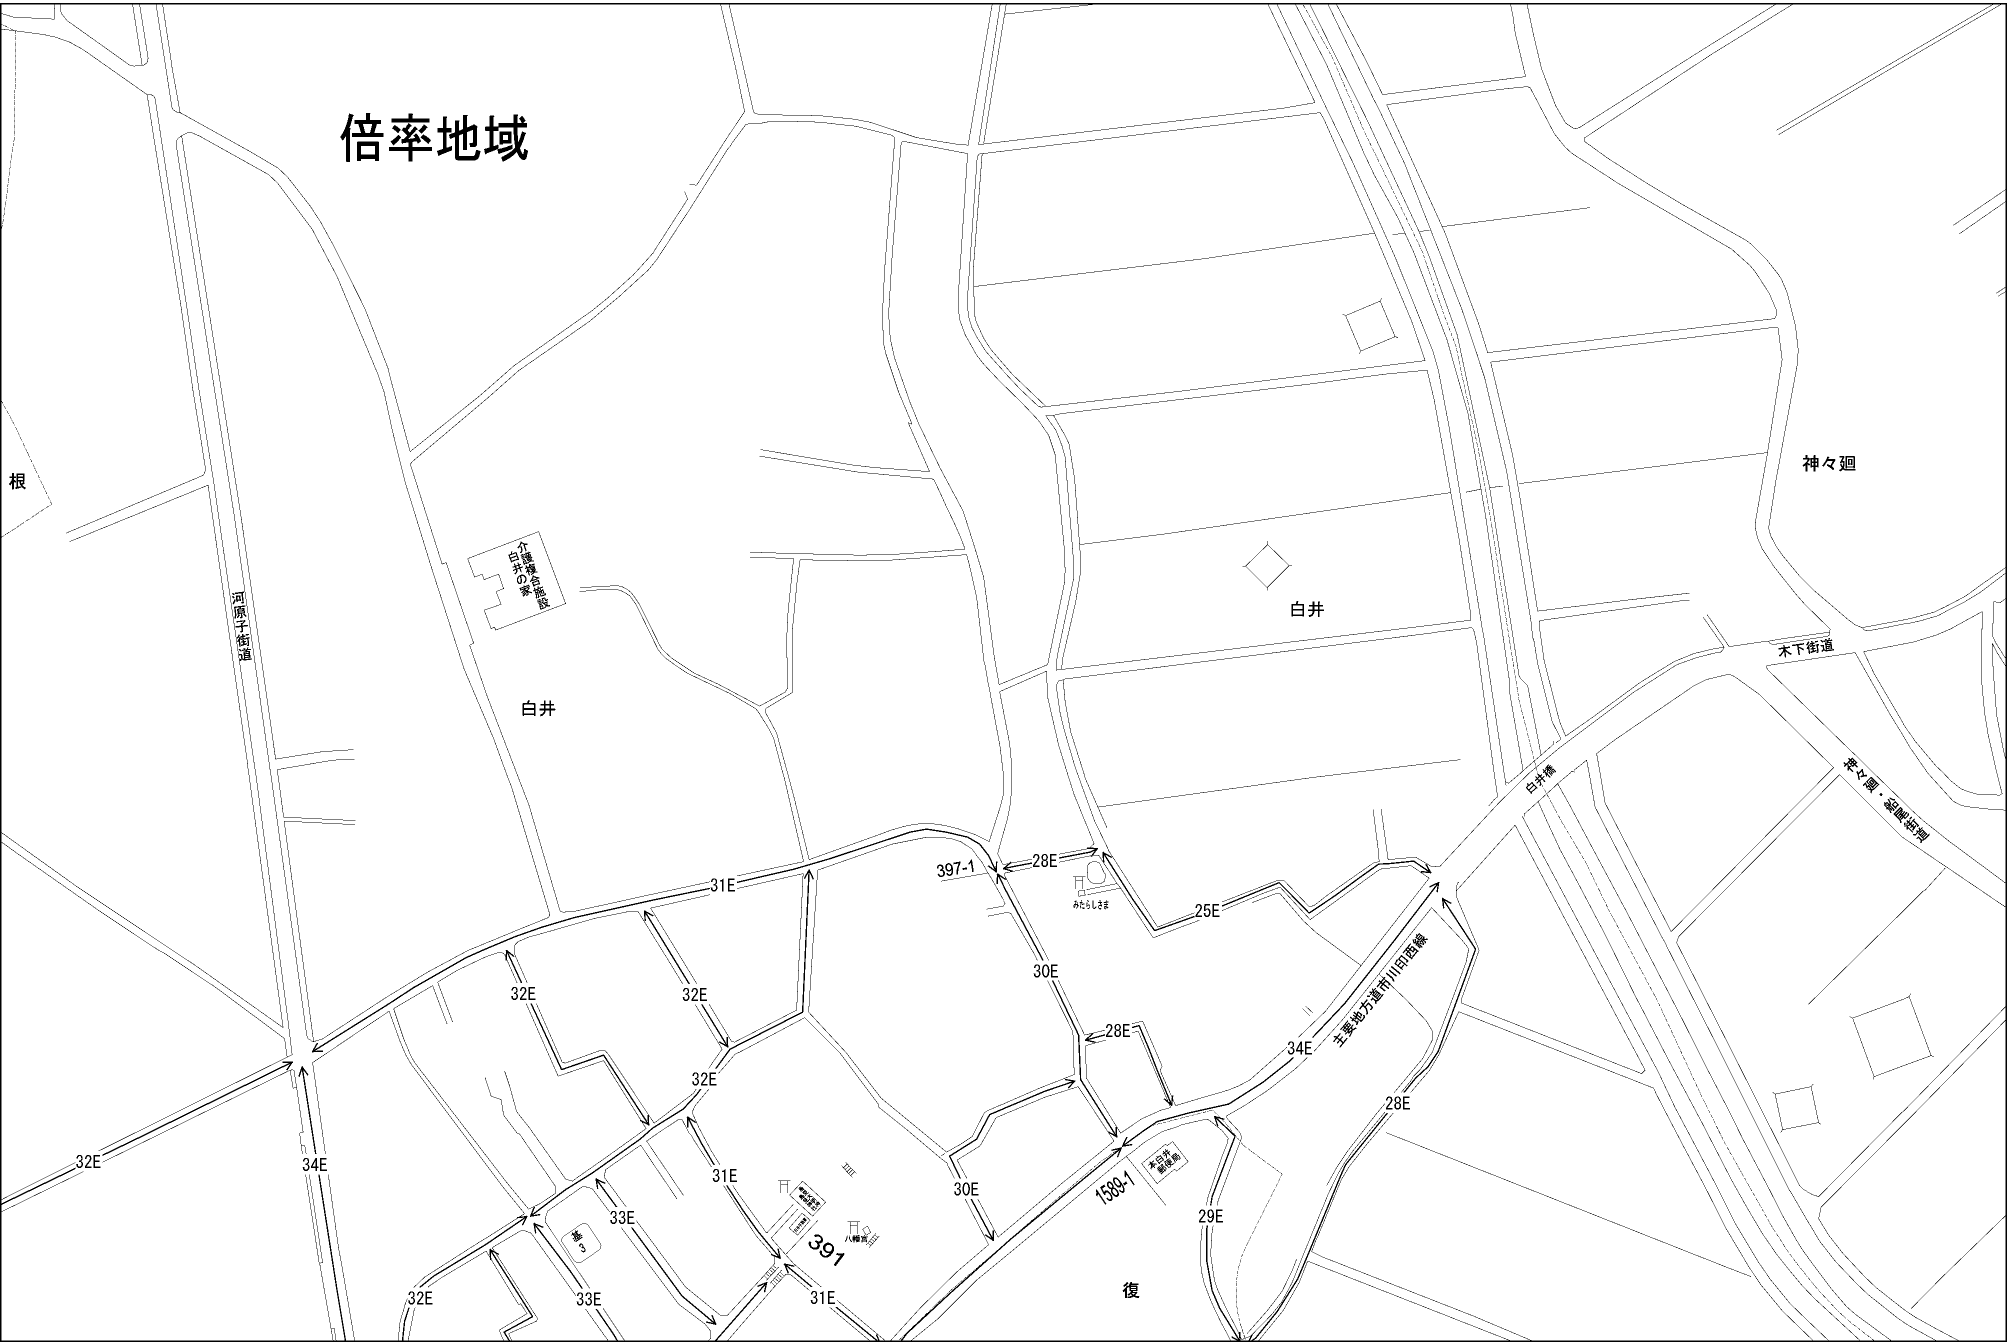 倍率地域
根
神々廻
介護複合施設
白井の家
河原子街道
白井
木下街道
白井
白井橋
神々廻・船尾街道
31E
397-1
28E
みたらしさま
25E
32E
32E
30E
主要地方道市川印西線
28E
34E
32E
28E
32E
34E
31E
本白井
郵便局
1589-1
30E
33E
29E
八幡宮
391
基
3
復
32E
33E
31E